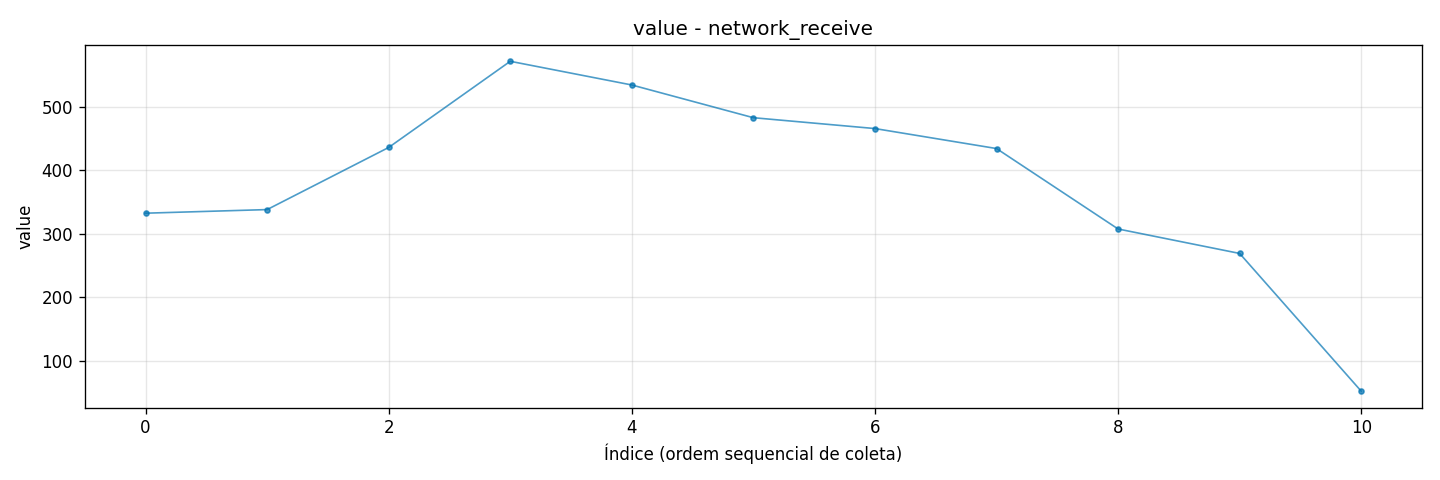 value - network_receive
value
500
400
300
200
100
0 2 4 6 8 10
Índice (ordem sequencial de coleta)